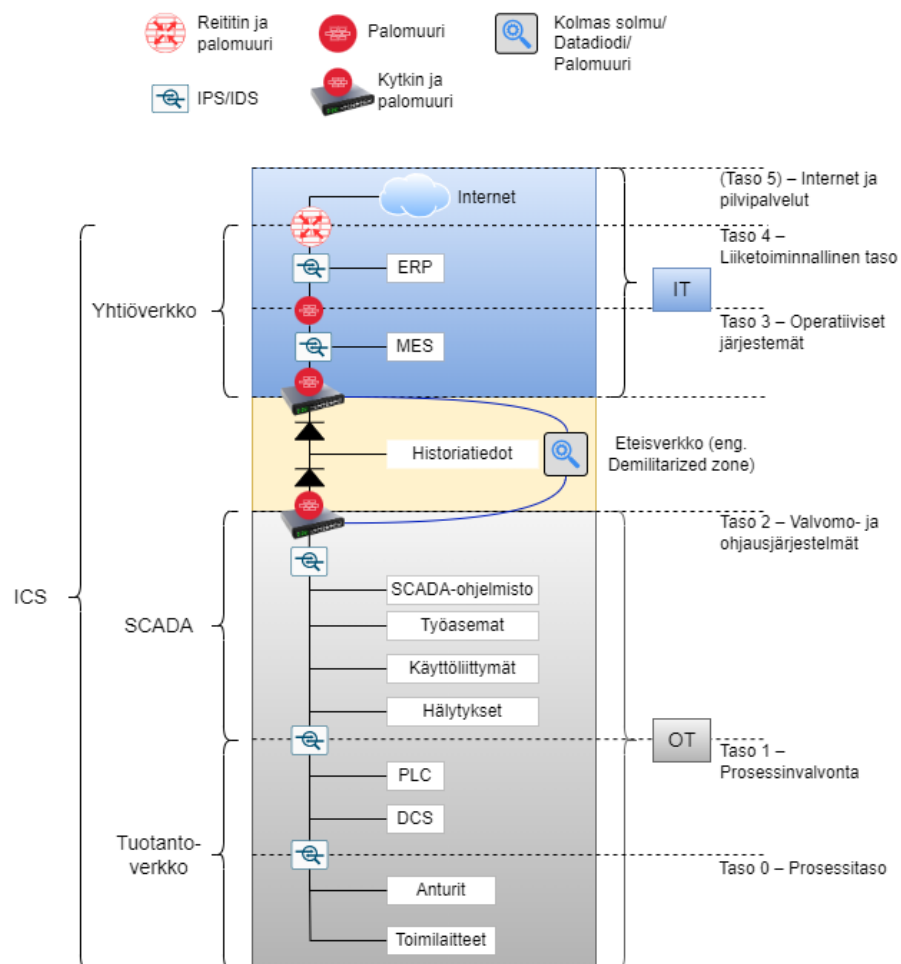 Reititin ja
palomuuri
Palomuuri
Kolmas solmu/
Datadiodi/
Palomuuri
IPS/IDS
Kytkin ja
palomuuri
(Taso 5) – Internet ja
pilvipalvelut
Internet
Taso 4 –
Liiketoiminnallinen taso
ERP
IT
Yhtiöverkko
Taso 3 – Operatiiviset
järjestemät
MES
Historiatiedot
Eteisverkko (eng.
Demilitarized zone)
Taso 2 – Valvomo- ja
ohjausjärjestelmät
ICS
SCADA
SCADA-ohjelmisto
Työasemat
Käyttöliittymät
Hälytykset
OT
Taso 1 –
Prosessinvalvonta
PLC
DCS
Tuotanto-
verkko
Taso 0 – Prosessitaso
Anturit
Toimilaitteet